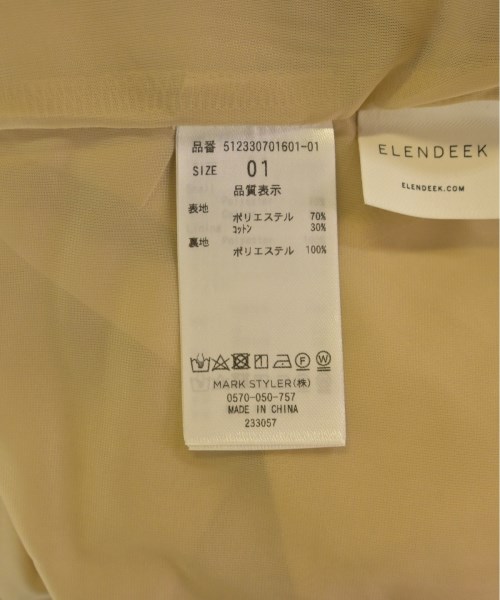 品番 512330701601-01
SIZE 01
品質表示
表地
ポリエステル 70%
コットン 30%
裏地
ポリエステル 100%
MARK STYLER(株)
0570-050-757
MADE IN CHINA
233057
ELENDEEK
ELENDEEK.COM